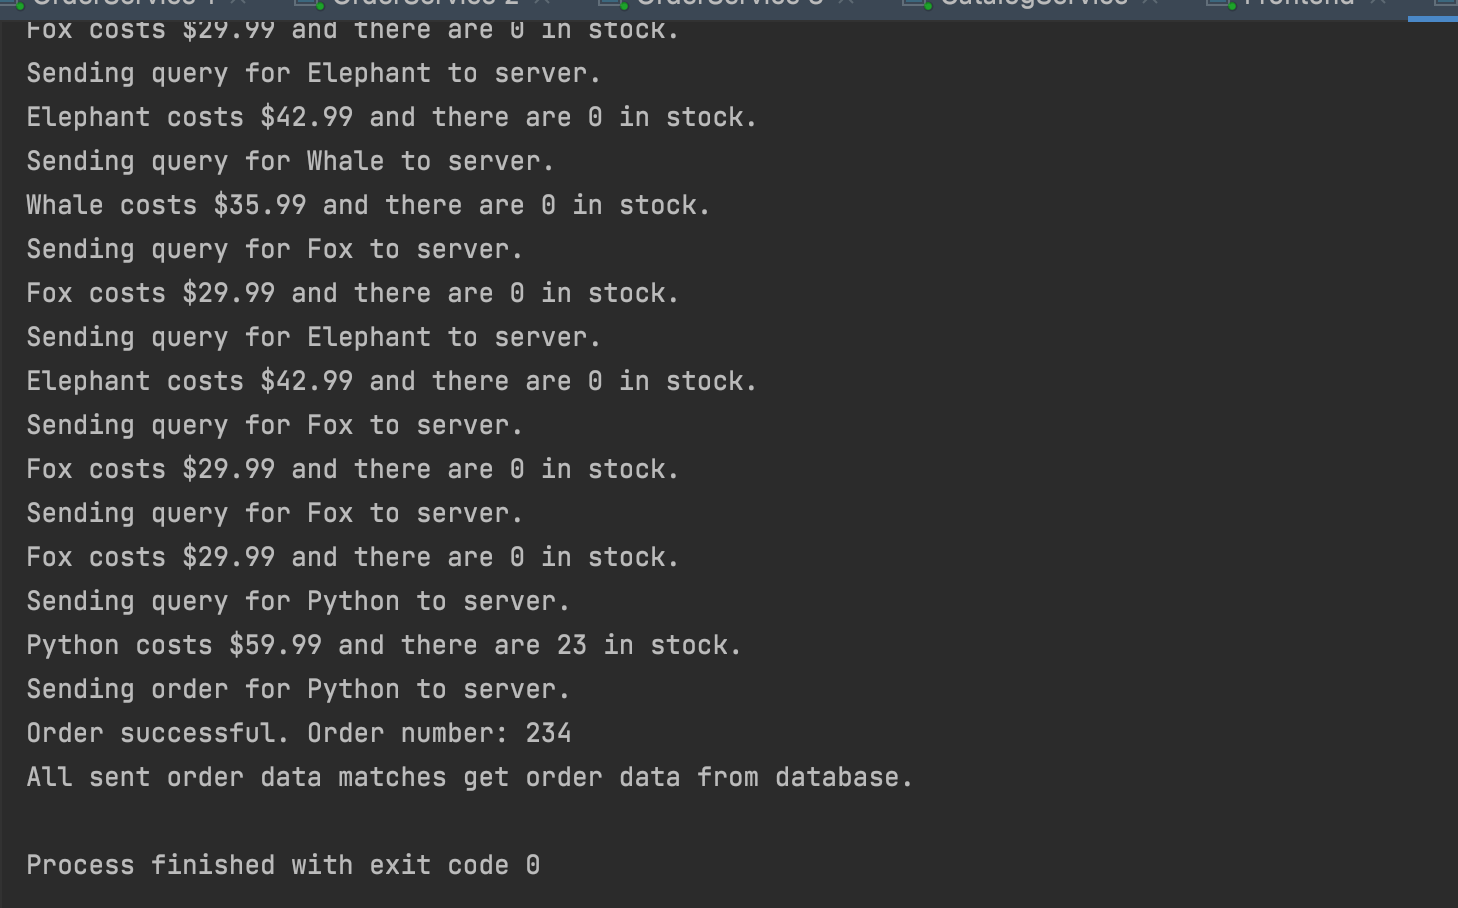 OrderService 1 OrderService 2 OrderService 3 CatalogService Frontend
Fox costs $29.99 and there are 0 in stock.
Sending query for Elephant to server.
Elephant costs $42.99 and there are 0 in stock.
Sending query for Whale to server.
Whale costs $35.99 and there are 0 in stock.
Sending query for Fox to server.
Fox costs $29.99 and there are 0 in stock.
Sending query for Elephant to server.
Elephant costs $42.99 and there are 0 in stock.
Sending query for Fox to server.
Fox costs $29.99 and there are 0 in stock.
Sending query for Fox to server.
Fox costs $29.99 and there are 0 in stock.
Sending query for Python to server.
Python costs $59.99 and there are 23 in stock.
Sending order for Python to server.
Order successful. Order number: 234
All sent order data matches get order data from database.
Process finished with exit code 0